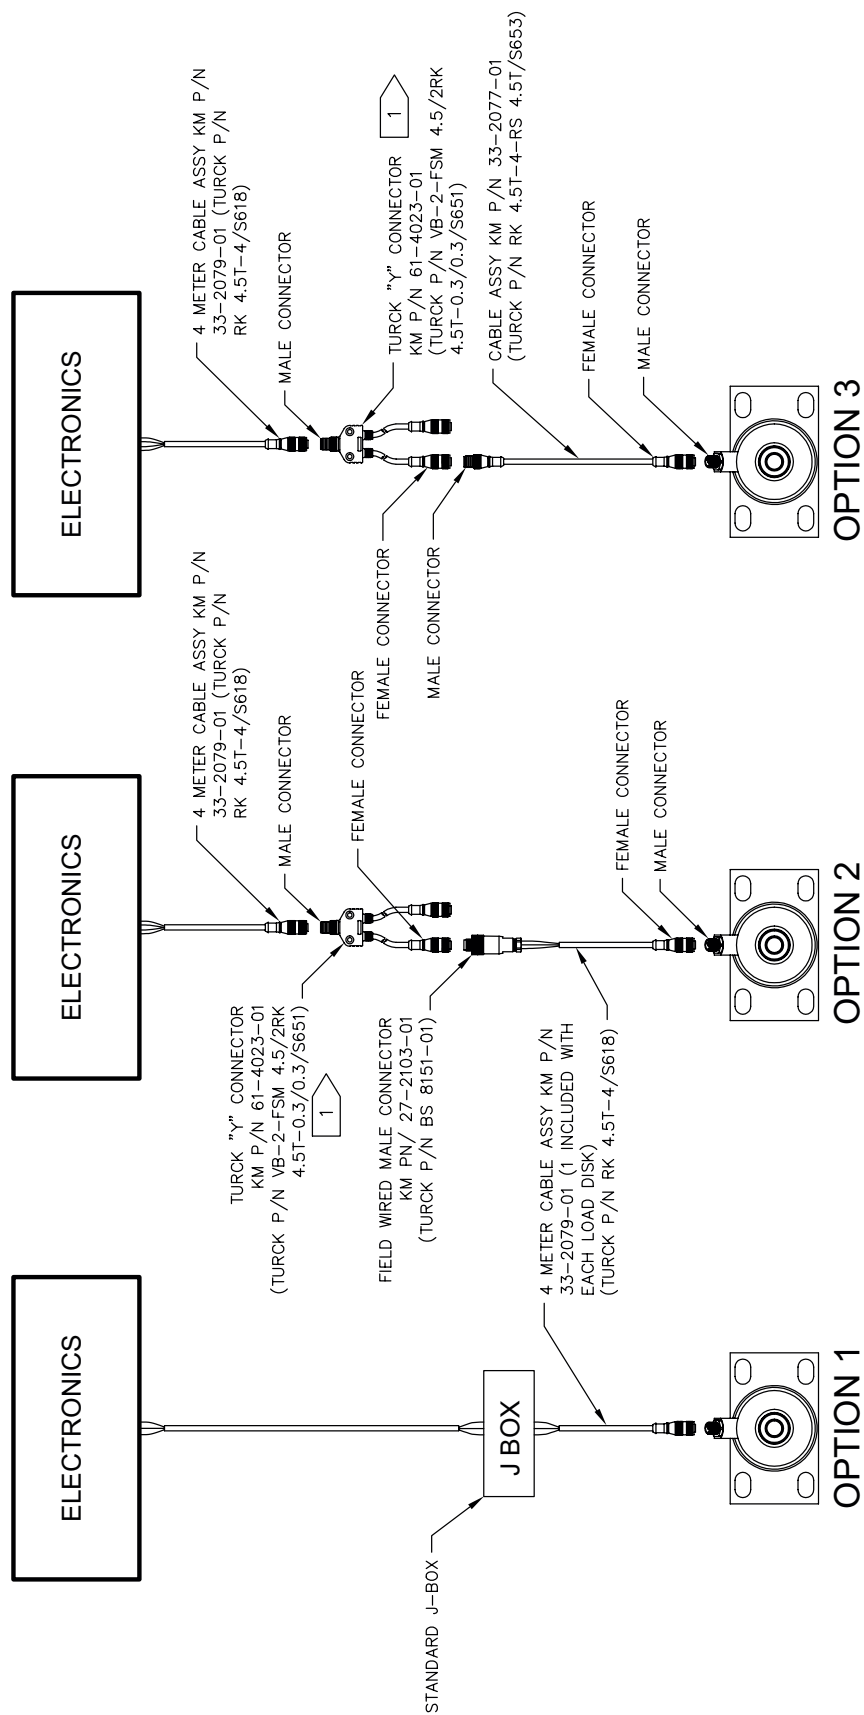 ELECTRONICS
STANDARD J-BOX
J BOX
4 METER CABLE ASSY KM P/N
33-2079-01 (1 INCLUDED WITH
EACH LOAD DISK)
(TURCK P/N RK 4.5T-4/S618)
OPTION 1
ELECTRONICS
4 METER CABLE ASSY KM P/N
33-2079-01 (TURCK P/N
RK 4.5T-4/S618)
MALE CONNECTOR
TURCK "Y" CONNECTOR
KM P/N 61-4023-01
(TURCK P/N VB-2-FSM 4.5/2RK
4.5T-0.3/0.3/S651)
1
FEMALE CONNECTOR
FIELD WIRED MALE CONNECTOR
KM PN/ 27-2103-01
(TURCK P/N BS 8151-01)
FEMALE CONNECTOR
MALE CONNECTOR
OPTION 2
ELECTRONICS
4 METER CABLE ASSY KM P/N
33-2079-01 (TURCK P/N
RK 4.5T-4/S618)
MALE CONNECTOR
TURCK "Y" CONNECTOR
KM P/N 61-4023-01
(TURCK P/N VB-2-FSM 4.5/2RK
4.5T-0.3/0.3/S651)
1
FEMALE CONNECTOR
MALE CONNECTOR
CABLE ASSY KM P/N 33-2077-01
(TURCK P/N RK 4.5T-4-RS 4.5T/S653)
FEMALE CONNECTOR
MALE CONNECTOR
OPTION 3